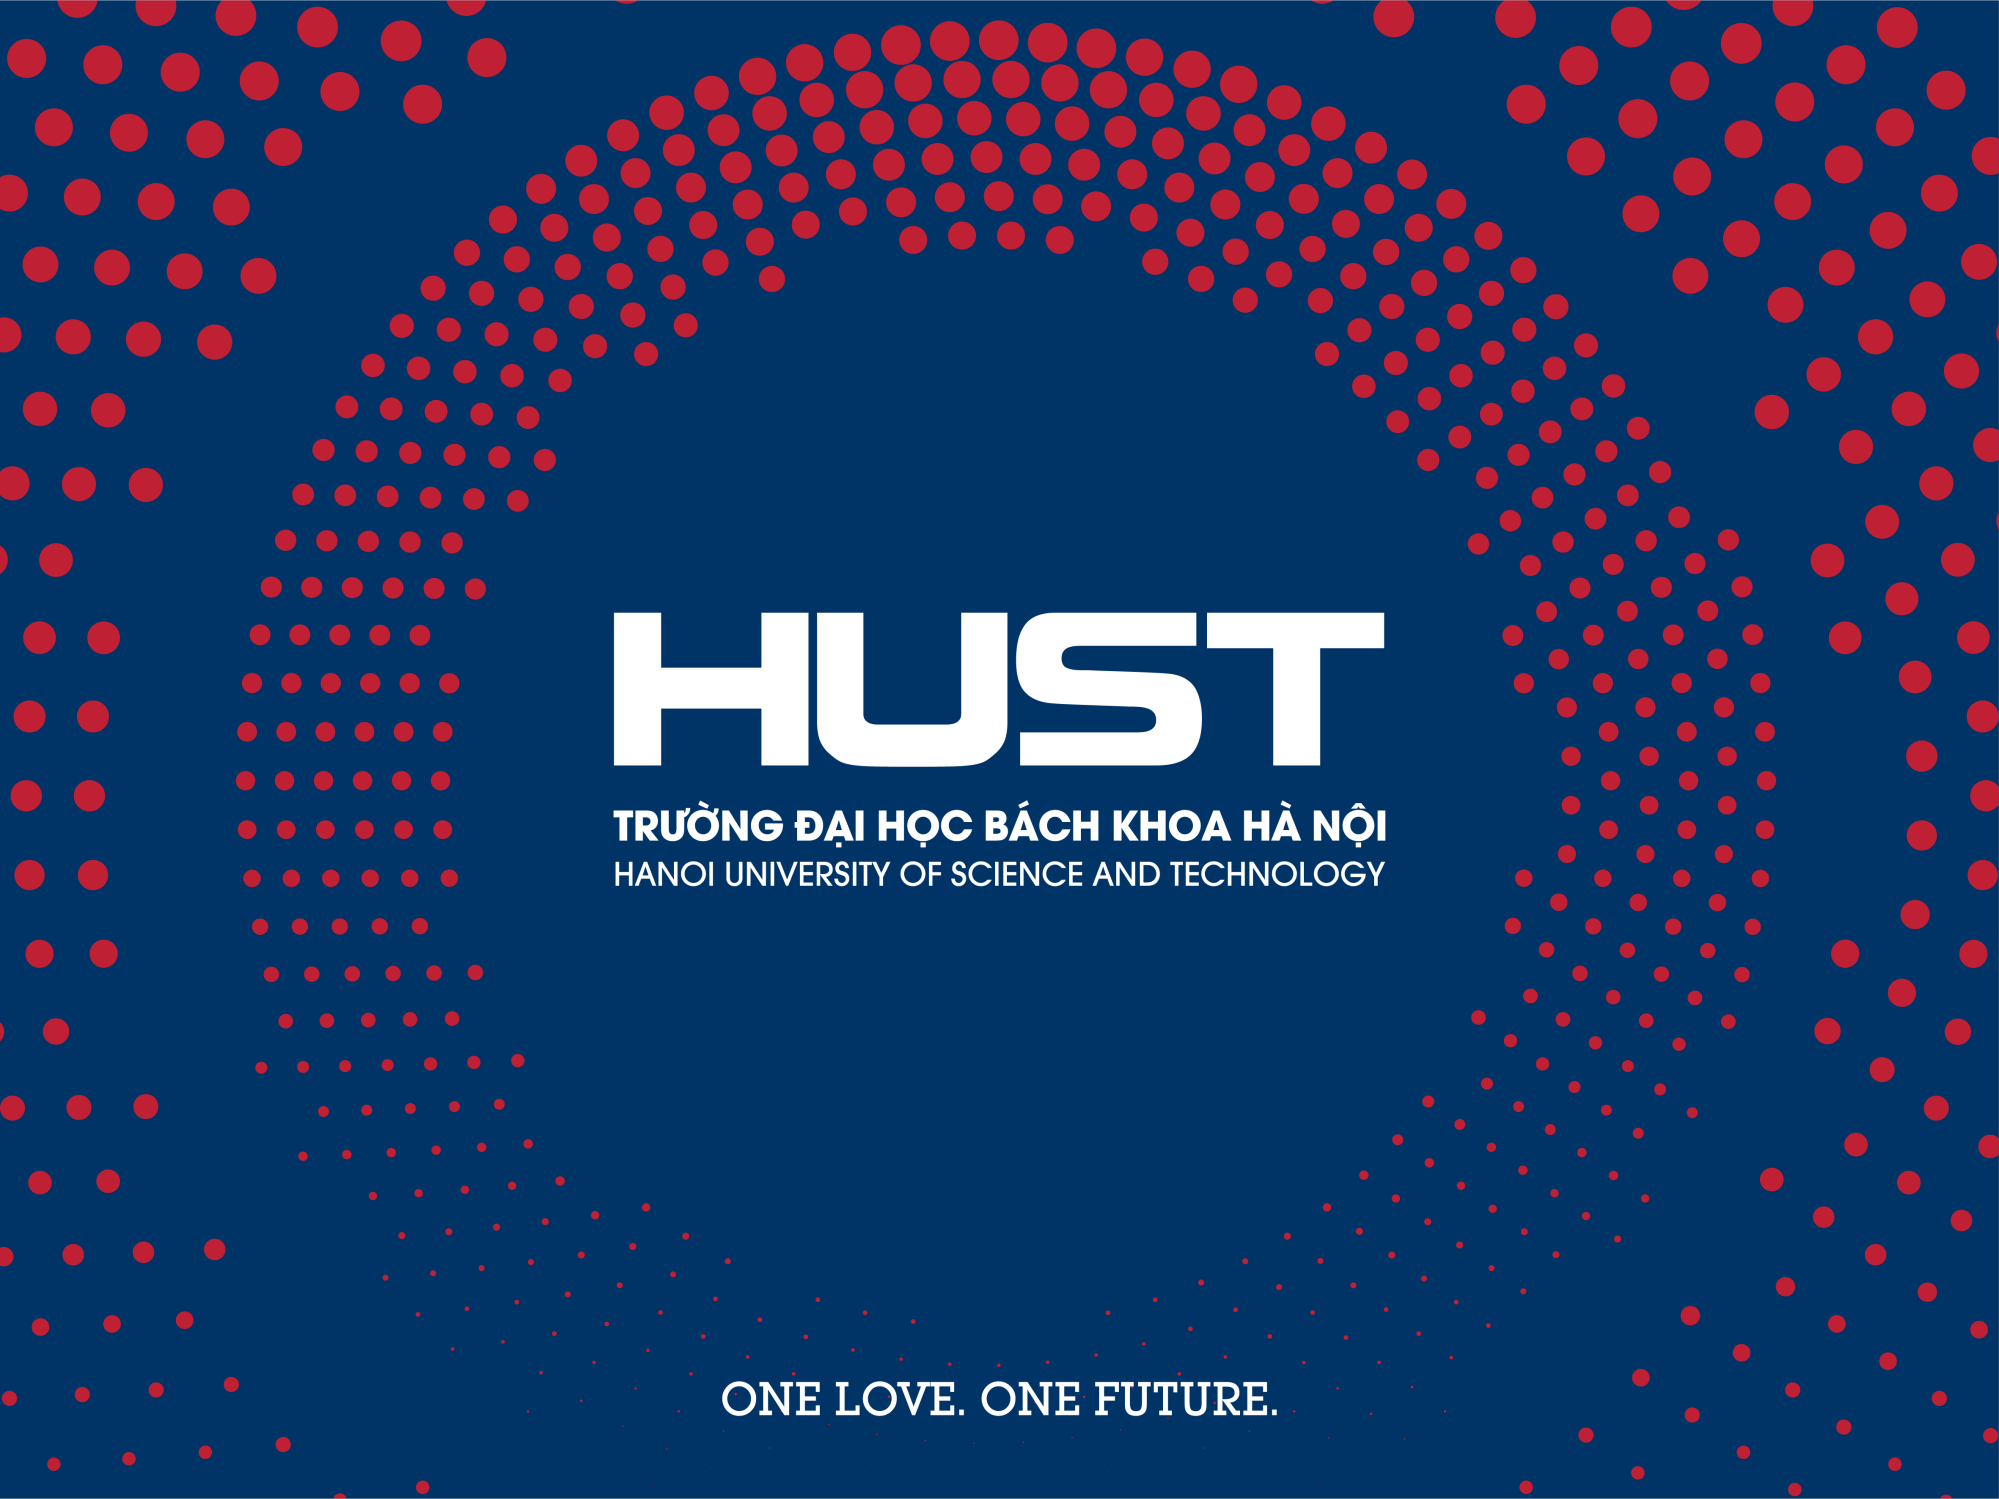 HUST
TRƯỜNG ĐẠI HỌC BÁCH KHOA HÀ NỘI
HANOI UNIVERSITY OF SCIENCE AND TECHNOLOGY
ONE LOVE. ONE FUTURE.